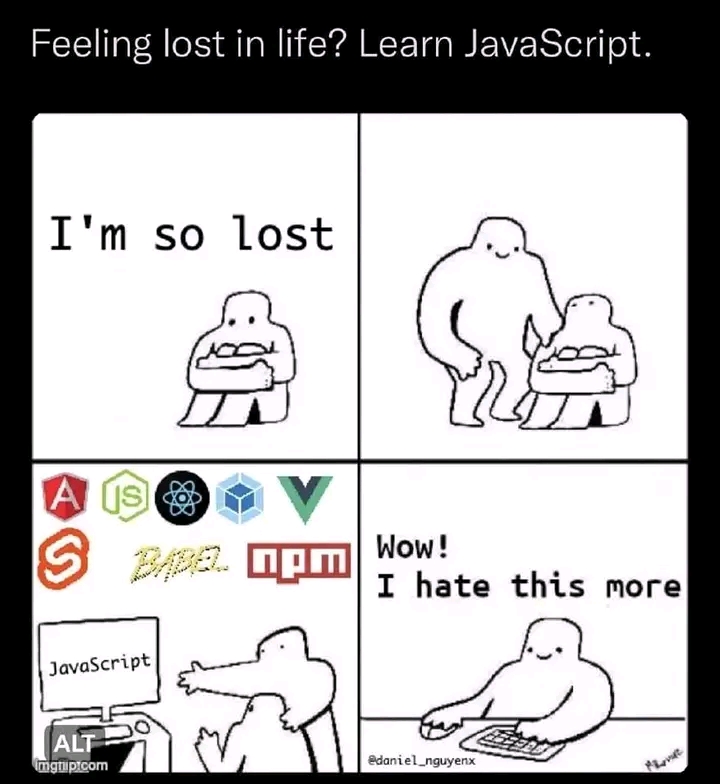 Feeling lost in life? Learn JavaScript.
I'm so lost
A
JS
BABEL
npm
JavaScript
Wow!
I hate this more
ALT
imgflip.com
@daniel_nguyenx